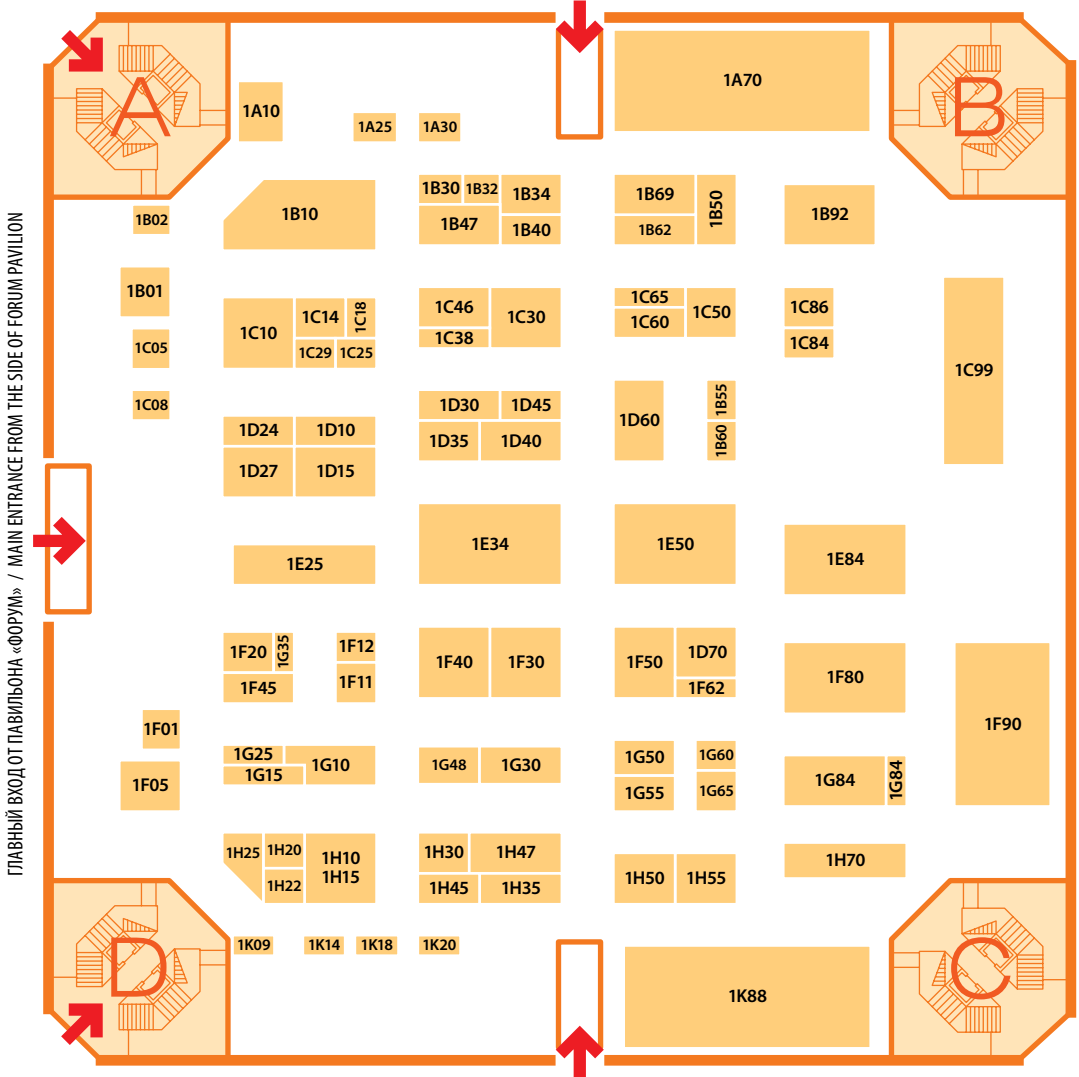 A
B
1A70
1A10
1A25
1A30
1B02
1B10
1B30
1B32
1B34
1B47
1B40
1B69
1B62
1B50
1B92
1B01
1C05
1C08
1C10
1C14
1C18
1C29
1C25
1C46
1C38
1C30
1C65
1C60
1C50
1C86
1C84
1C99
1D24
1D10
1D27
1D15
1D30
1D45
1D35
1D40
1D60
1B55
1B60
ГЛАВНЫЙ ВХОД ОТ ПАВИЛЬОНА «ФОРУМ» / MAIN ENTRANCE FROM THE SIDE OF FORUM PAVILION
1E25
1E34
1E50
1E84
1F20
1G35
1F45
1F12
1F11
1F40
1F30
1F50
1D70
1F62
1F80
1F90
1F01
1F05
1G25
1G15
1G10
1G48
1G30
1G50
1G55
1G60
1G65
1G84
1G84
1H25
1H20
1H22
1H10
1H15
1H30
1H47
1H45
1H35
1H50
1H55
1H70
D
1K09
1K14
1K18
1K20
1K88
C